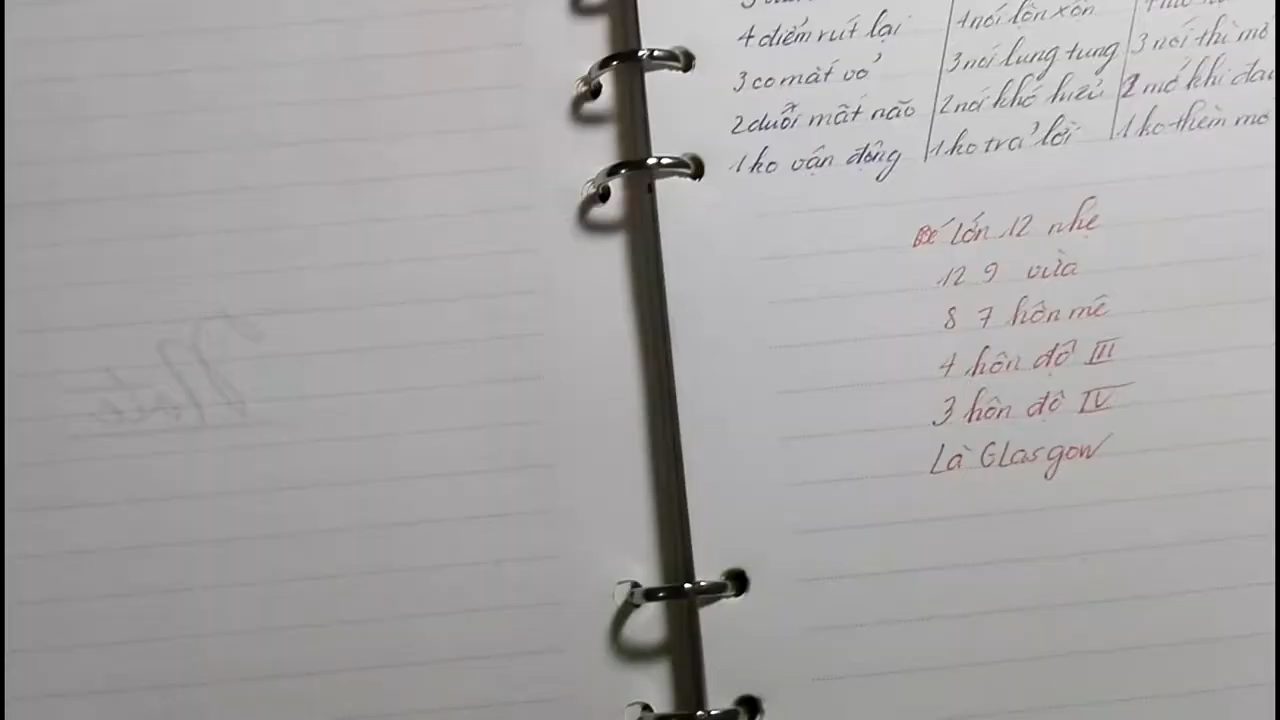 4 điểm rút lại
4 nói lộn xộn
3 co mất vỏ
3 nói lung tung
3 nói thì mở
2 duỗi mất não
2 nói khó hiểu
2 mở khi đau
1 ko vận động
1 ko trả lời
1 ko thèm mở
lớn 12 nhẹ
12 9 vừa
8 7 hôn mê
4 hôn độ III
3 hôn độ IV
Là Glasgow
Note